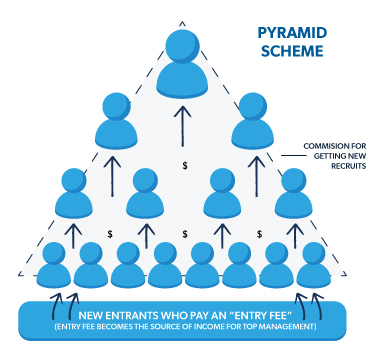 PYRAMID
SCHEME
COMMISION FOR
GETTING NEW
RECRUITS
$
$ $ $
NEW ENTRANTS WHO PAY AN “ENTRY FEE”
(ENTRY FEE BECOMES THE SOURCE OF INCOME FOR TOP MANAGEMENT)